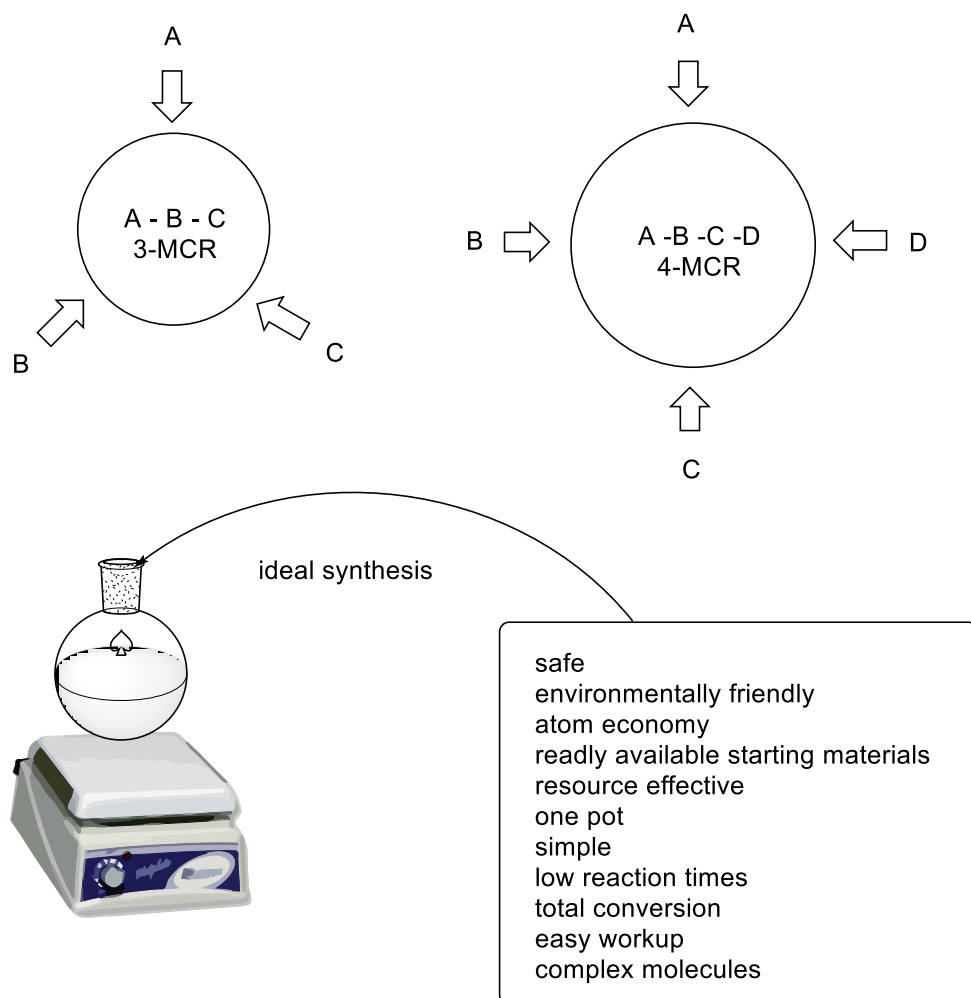 A
A - B - C
3-MCR
B
C
A
B
A -B -C -D
4-MCR
D
C
ideal synthesis
safe
environmentally friendly
atom economy
readly available starting materials
resource effective
one pot
simple
low reaction times
total conversion
easy workup
complex molecules